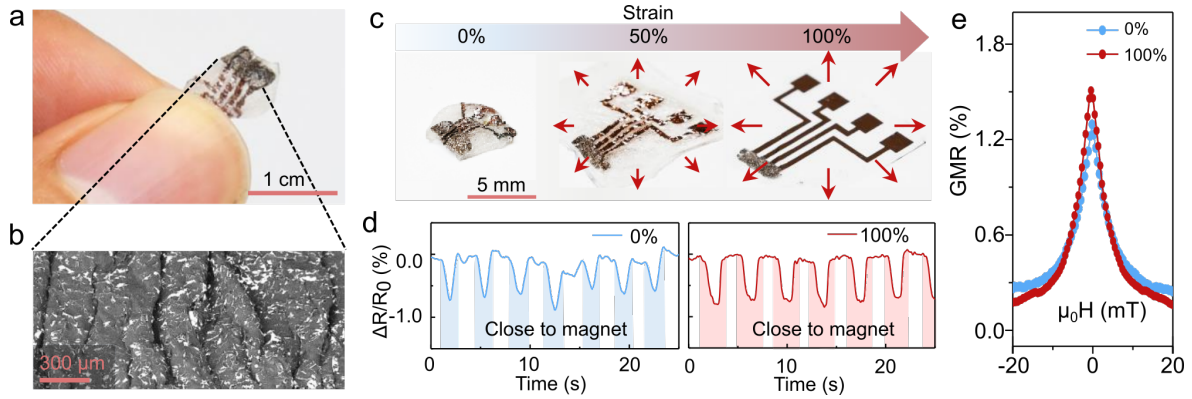 a
1 cm
b
300 μm
c
Strain
0%
50%
100%
5 mm
d
ΔR/R₀ (%)
0.0
-1.0
0%
Close to magnet
0
10
20
Time (s)
100%
Close to magnet
0
10
20
Time (s)
e
GMR (%)
1.8
1.2
0.6
0.0
0%
100%
μ₀H (mT)
-20
0
20